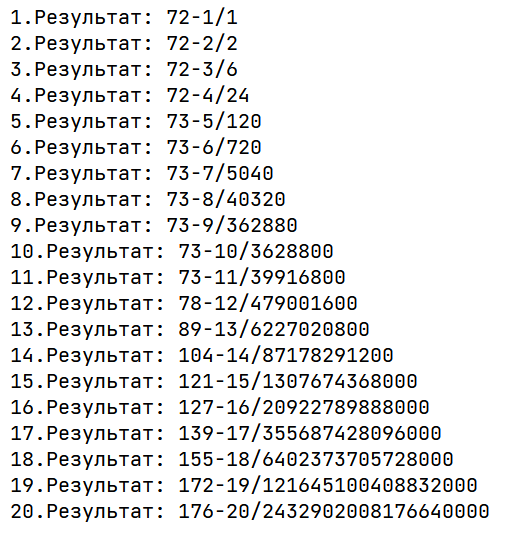 1.Результат: 72-1/1
2.Результат: 72-2/2
3.Результат: 72-3/6
4.Результат: 72-4/24
5.Результат: 73-5/120
6.Результат: 73-6/720
7.Результат: 73-7/5040
8.Результат: 73-8/40320
9.Результат: 73-9/362880
10.Результат: 73-10/3628800
11.Результат: 73-11/39916800
12.Результат: 78-12/479001600
13.Результат: 89-13/6227020800
14.Результат: 104-14/87178291200
15.Результат: 121-15/1307674368000
16.Результат: 127-16/20922789888000
17.Результат: 139-17/355687428096000
18.Результат: 155-18/6402373705728000
19.Результат: 172-19/121645100408832000
20.Результат: 176-20/2432902008176640000